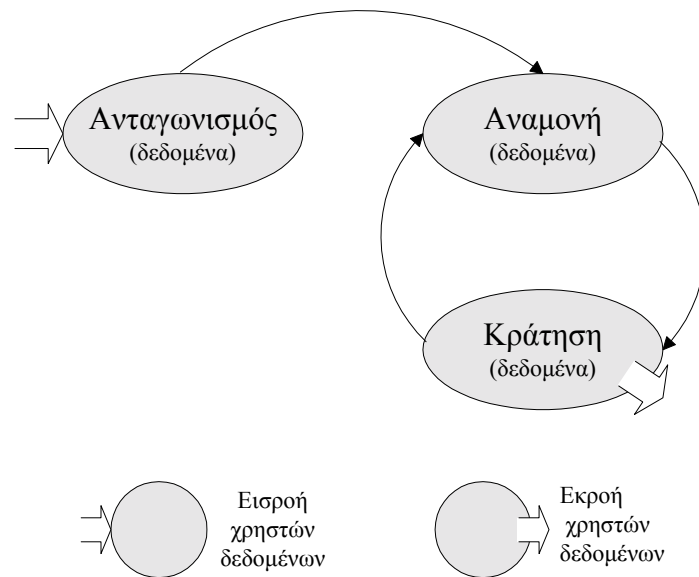 Ανταγωνισμός
(δεδομένα)
Αναμονή
(δεδομένα)
Κράτηση
(δεδομένα)
Εισροή
χρηστών
δεδομένων
Εκροή
χρηστών
δεδομένων